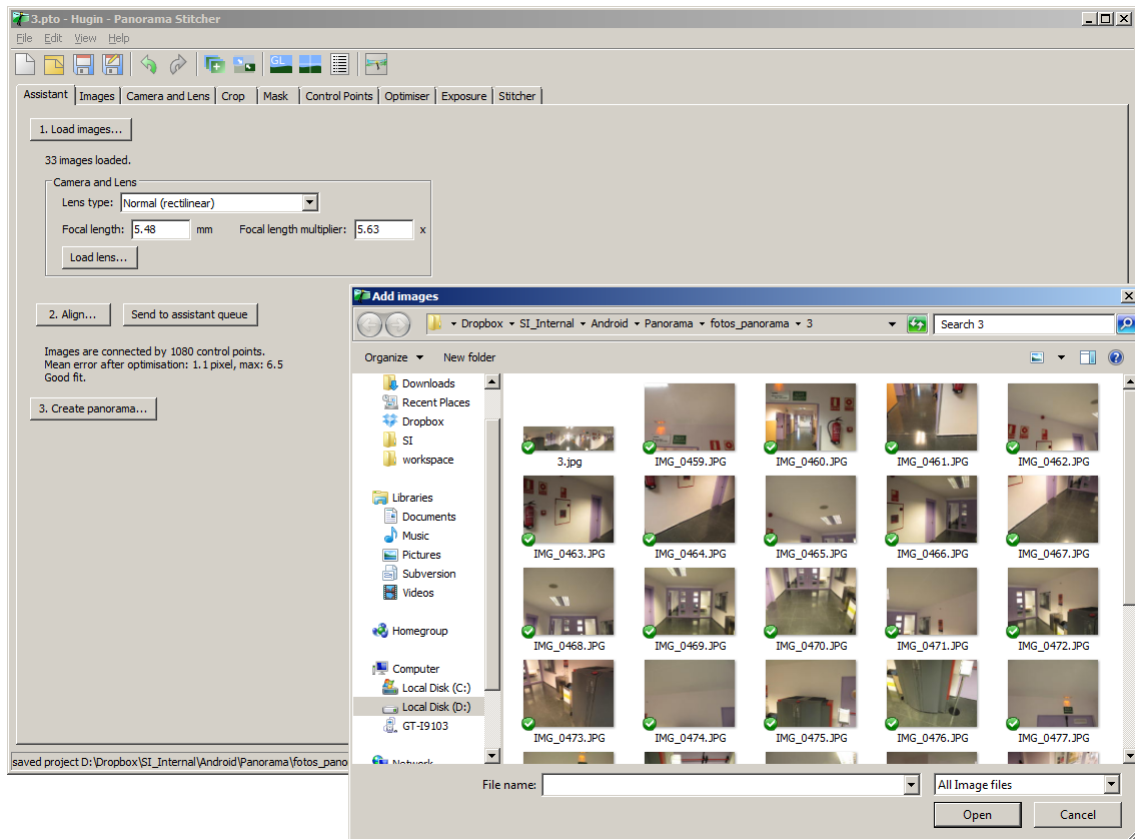 3.pto - Hugin - Panorama Stitcher
File Edit View Help
GL
Assistant Images Camera and Lens Crop Mask Control Points Optimiser Exposure Stitcher
1. Load images...
33 images loaded.
Camera and Lens
Lens type: Normal (rectilinear)
Focal length: 5.48 mm Focal length multiplier: 5.63 x
Load lens...
2. Align... Send to assistant queue
Images are connected by 1080 control points.
Mean error after optimisation: 1.1 pixel, max: 6.5
Good fit.
3. Create panorama...
saved project D:\Dropbox\SI_Internal\Android\Panorama\fotos_pano
Add images
Dropbox SI_Internal Android Panorama fotos_panorama 3 Search 3
Organize New folder
Downloads
Recent Places
Dropbox
SI
workspace
Libraries
Documents
Music
Pictures
Subversion
Videos
Homegroup
Computer
Local Disk (C:)
Local Disk (D:)
GT-I9103
Network
3.jpg IMG_0459.JPG IMG_0460.JPG IMG_0461.JPG IMG_0462.JPG
IMG_0463.JPG IMG_0464.JPG IMG_0465.JPG IMG_0466.JPG IMG_0467.JPG
IMG_0468.JPG IMG_0469.JPG IMG_0470.JPG IMG_0471.JPG IMG_0472.JPG
IMG_0473.JPG IMG_0474.JPG IMG_0475.JPG IMG_0476.JPG IMG_0477.JPG
File name: All Image files
Open Cancel